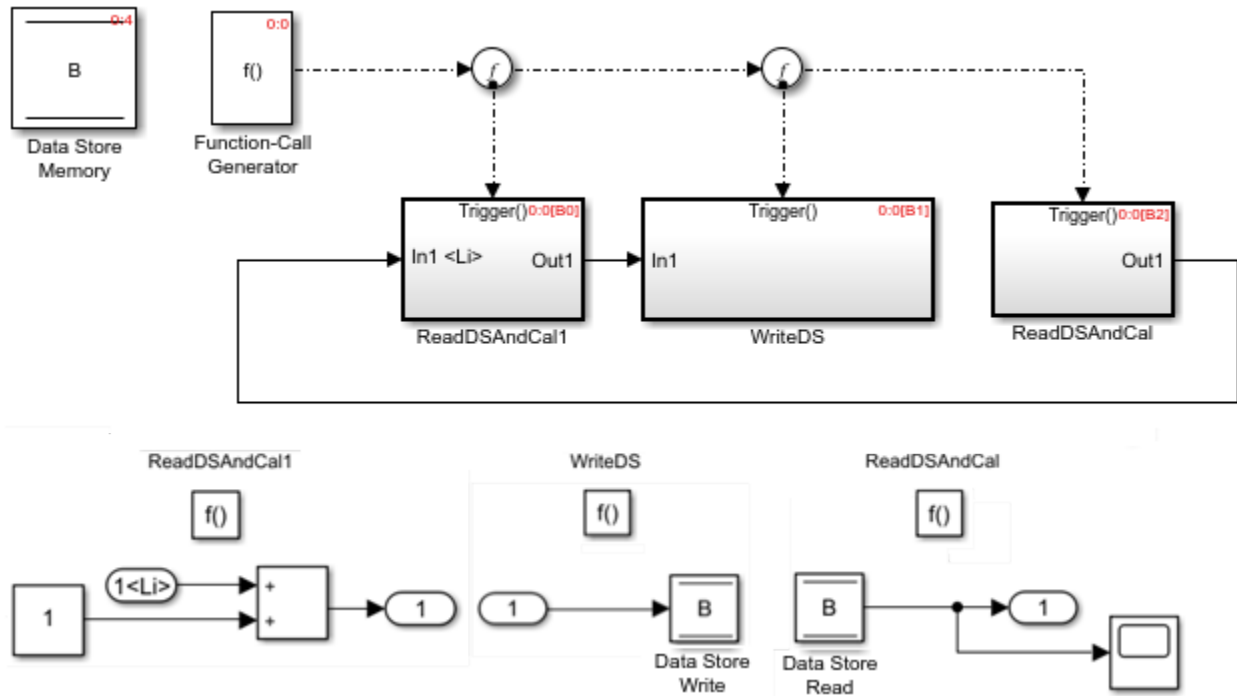 0:4
B
Data Store
Memory
0:0
f()
Function-Call
Generator
f
f
Trigger() 0:0[B0]
In1 <Li>
Out1
ReadDSAndCal1
Trigger()
0:0[B1]
In1
WriteDS
Trigger() 0:0[B2]
Out1
ReadDSAndCal
ReadDSAndCal1
f()
1<Li>
1
+
+
1
WriteDS
f()
1
B
Data Store
Write
ReadDSAndCal
f()
B
Data Store
Read
1